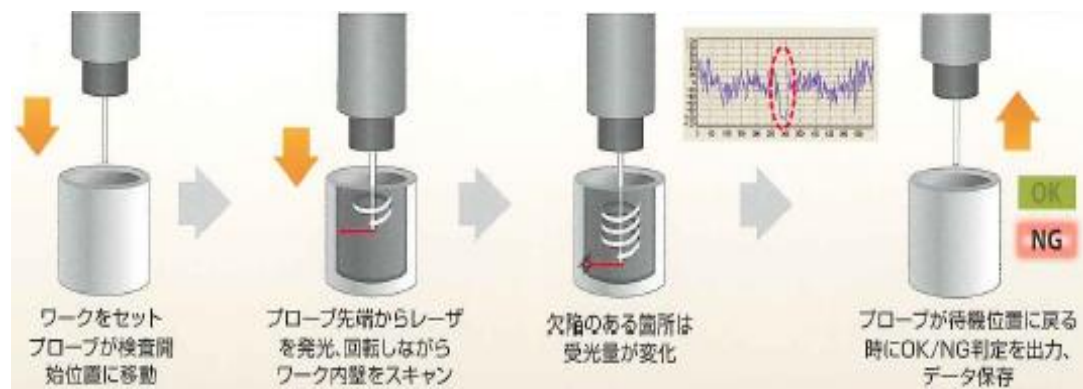 ワークをセット
プローブが検査開
始位置に移動
プローブ先端からレーザ
を発光、回転しながら
ワーク内壁をスキャン
欠陥のある箇所は
受光量が変化
OK
NG
プローブが待機位置に戻る
時にOK/NG判定を出力、
データ保存